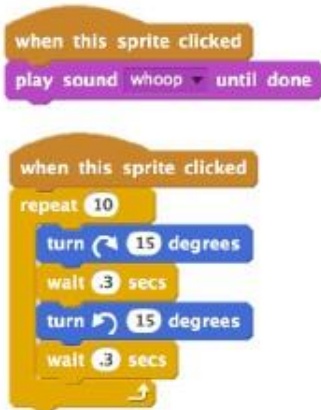 when this sprite clicked
play sound whoop until done
when this sprite clicked
repeat 10
turn 15 degrees
wait .3 secs
turn 15 degrees
wait .3 secs